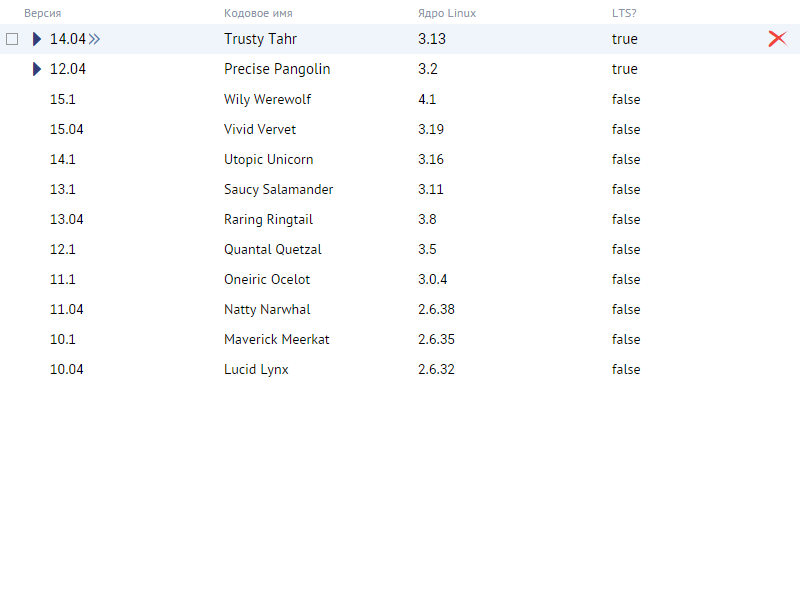 Версия Кодовое имя Ядро Linux LTS?
14.04 Trusty Tahr 3.13 true
12.04 Precise Pangolin 3.2 true
15.1 Wily Werewolf 4.1 false
15.04 Vivid Vervet 3.19 false
14.1 Utopic Unicorn 3.16 false
13.1 Saucy Salamander 3.11 false
13.04 Raring Ringtail 3.8 false
12.1 Quantal Quetzal 3.5 false
11.1 Oneiric Ocelot 3.0.4 false
11.04 Natty Narwhal 2.6.38 false
10.1 Maverick Meerkat 2.6.35 false
10.04 Lucid Lynx 2.6.32 false